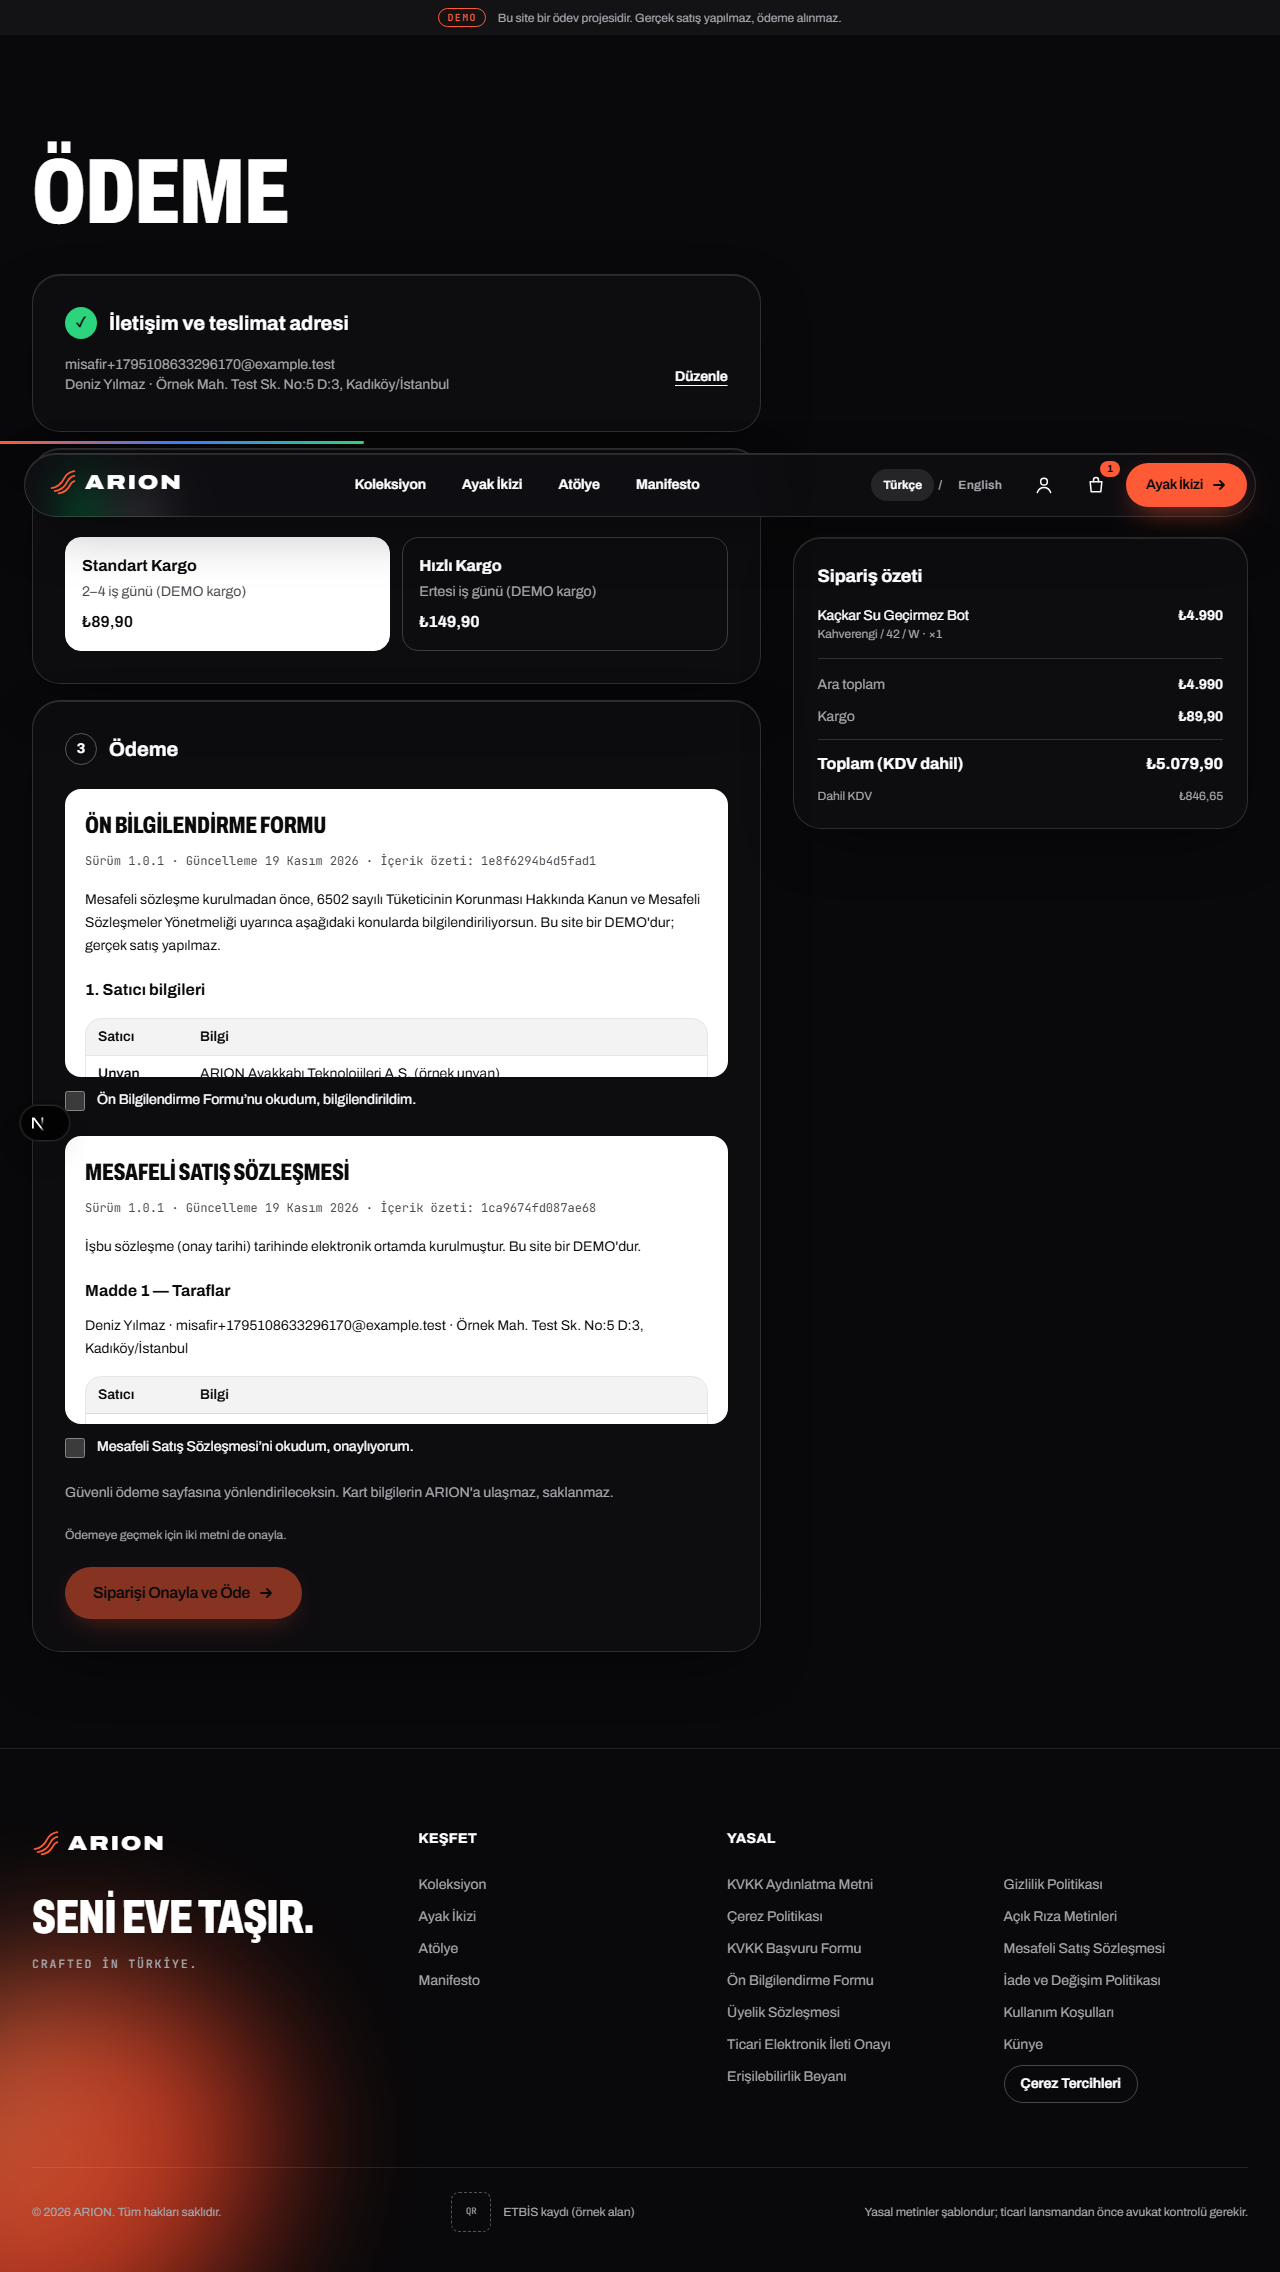 DEMO Bu site bir ödev projesidir. Gerçek satış yapılmaz, ödeme alınmaz.
ÖDEME
✓ İletişim ve teslimat adresi
misafir+1795108633296170@example.test
Deniz Yılmaz · Örnek Mah. Test Sk. No:5 D:3, Kadıköy/İstanbul
Düzenle
ARION Koleksiyon Ayak İkizi Atölye Manifesto Türkçe / English 1 Ayak İkizi →
Standart Kargo
2–4 iş günü (DEMO kargo)
₺89,90
Hızlı Kargo
Ertesi iş günü (DEMO kargo)
₺149,90
Sipariş özeti
Kaçkar Su Geçirmez Bot ₺4.990
Kahverengi / 42 / W · ×1
Ara toplam ₺4.990
Kargo ₺89,90
Toplam (KDV dahil) ₺5.079,90
Dahil KDV ₺846,65
3 Ödeme
ÖN BİLGİLENDİRME FORMU
Sürüm 1.0.1 · Güncelleme 19 Kasım 2026 · İçerik özeti: 1e8f6294b4d5fad1
Mesafeli sözleşme kurulmadan önce, 6502 sayılı Tüketicinin Korunması Hakkında Kanun ve Mesafeli
Sözleşmeler Yönetmeliği uyarınca aşağıdaki konularda bilgilendiriliyorsun. Bu site bir DEMO'dur;
gerçek satış yapılmaz.
1. Satıcı bilgileri
Satıcı Bilgi
Unvan ARION Ayakkabı Teknolojileri A.Ş. (örnek unvan)
Ön Bilgilendirme Formu’nu okudum, bilgilendirildim.
N
MESAFELİ SATIŞ SÖZLEŞMESİ
Sürüm 1.0.1 · Güncelleme 19 Kasım 2026 · İçerik özeti: 1ca9674fd087ae68
İşbu sözleşme (onay tarihi) tarihinde elektronik ortamda kurulmuştur. Bu site bir DEMO'dur.
Madde 1 — Taraflar
Deniz Yılmaz · misafir+1795108633296170@example.test · Örnek Mah. Test Sk. No:5 D:3,
Kadıköy/İstanbul
Satıcı Bilgi
Mesafeli Satış Sözleşmesi’ni okudum, onaylıyorum.
Güvenli ödeme sayfasına yönlendirileceksin. Kart bilgilerin ARION'a ulaşmaz, saklanmaz.
Ödemeye geçmek için iki metni de onayla.
Siparişi Onayla ve Öde →
ARION
SENİ EVE TAŞIR.
CRAFTED İN TÜRKİYE.
KEŞFET
Koleksiyon
Ayak İkizi
Atölye
Manifesto
YASAL
KVKK Aydınlatma Metni
Çerez Politikası
KVKK Başvuru Formu
Ön Bilgilendirme Formu
Üyelik Sözleşmesi
Ticari Elektronik İleti Onayı
Erişilebilirlik Beyanı
Gizlilik Politikası
Açık Rıza Metinleri
Mesafeli Satış Sözleşmesi
İade ve Değişim Politikası
Kullanım Koşulları
Künye
Çerez Tercihleri
© 2026 ARION. Tüm hakları saklıdır.
QR ETBİS kaydı (örnek alan)
Yasal metinler şablondur; ticari lansmandan önce avukat kontrolü gerekir.